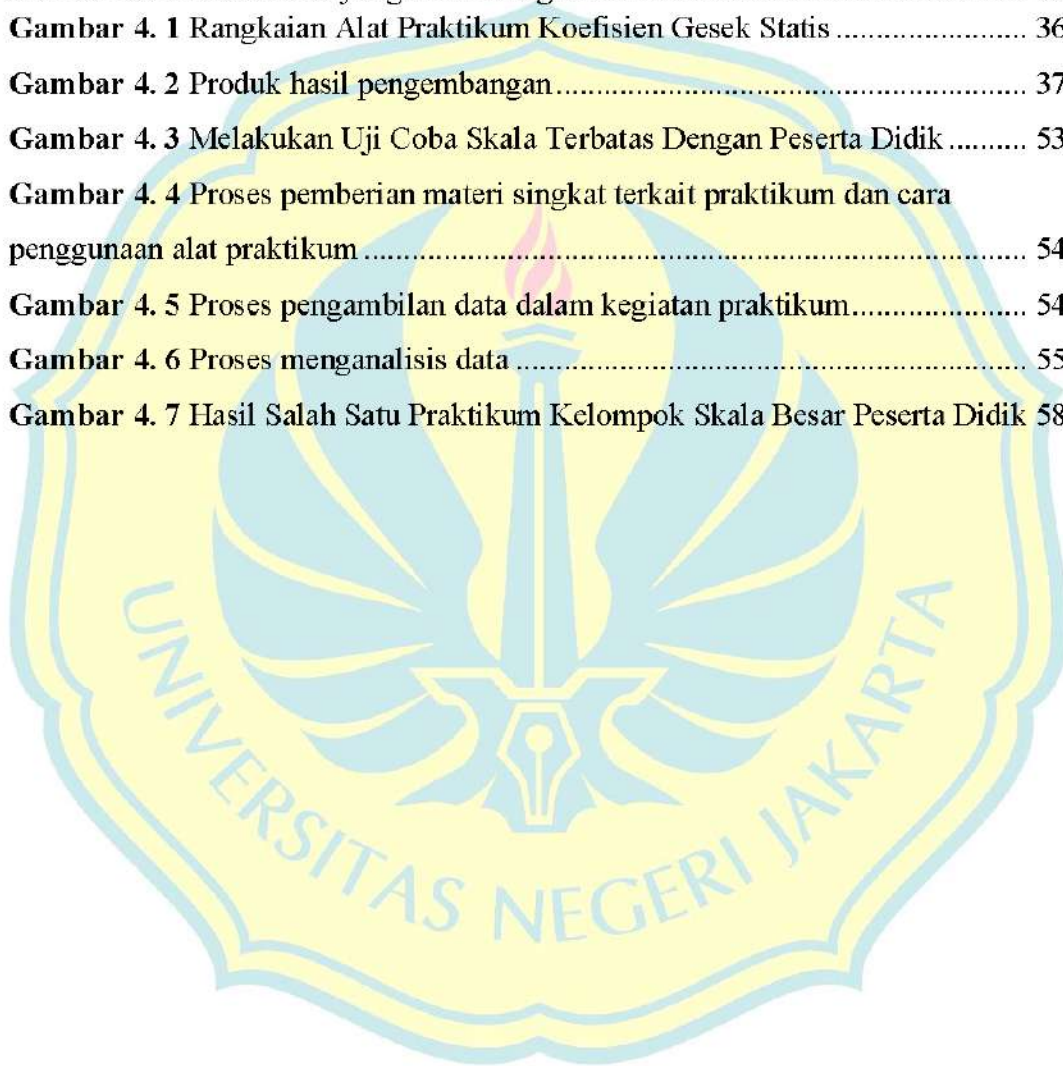 Gambar 4. 1 Rangkaian Alat Praktikum Koefisien Gesek Statis ........................ 36
Gambar 4. 2 Produk hasil pengembangan.......................................................... 37
Gambar 4. 3 Melakukan Uji Coba Skala Terbatas Dengan Peserta Didik .......... 53
Gambar 4. 4 Proses pemberian materi singkat terkait praktikum dan cara
penggunaan alat praktikum ................................................................................... 54
Gambar 4. 5 Proses pengambilan data dalam kegiatan praktikum...................... 54
Gambar 4. 6 Proses menganalisis data ................................................................ 55
Gambar 4. 7 Hasil Salah Satu Praktikum Kelompok Skala Besar Peserta Didik 58
UNIVERSITAS NEGERI JAKARTA